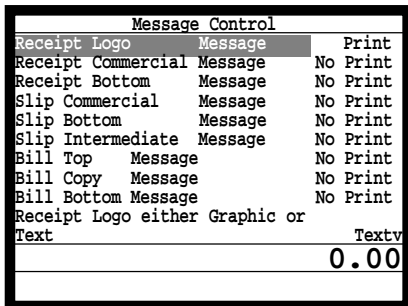 Message Control
Receipt Logo Message Print
Receipt Commercial Message No Print
Receipt Bottom Message No Print
Slip Commercial Message No Print
Slip Bottom Message No Print
Slip Intermediate Message No Print
Bill Top Message No Print
Bill Copy Message No Print
Bill Bottom Message No Print
Receipt Logo either Graphic or
Text Textv
0.00